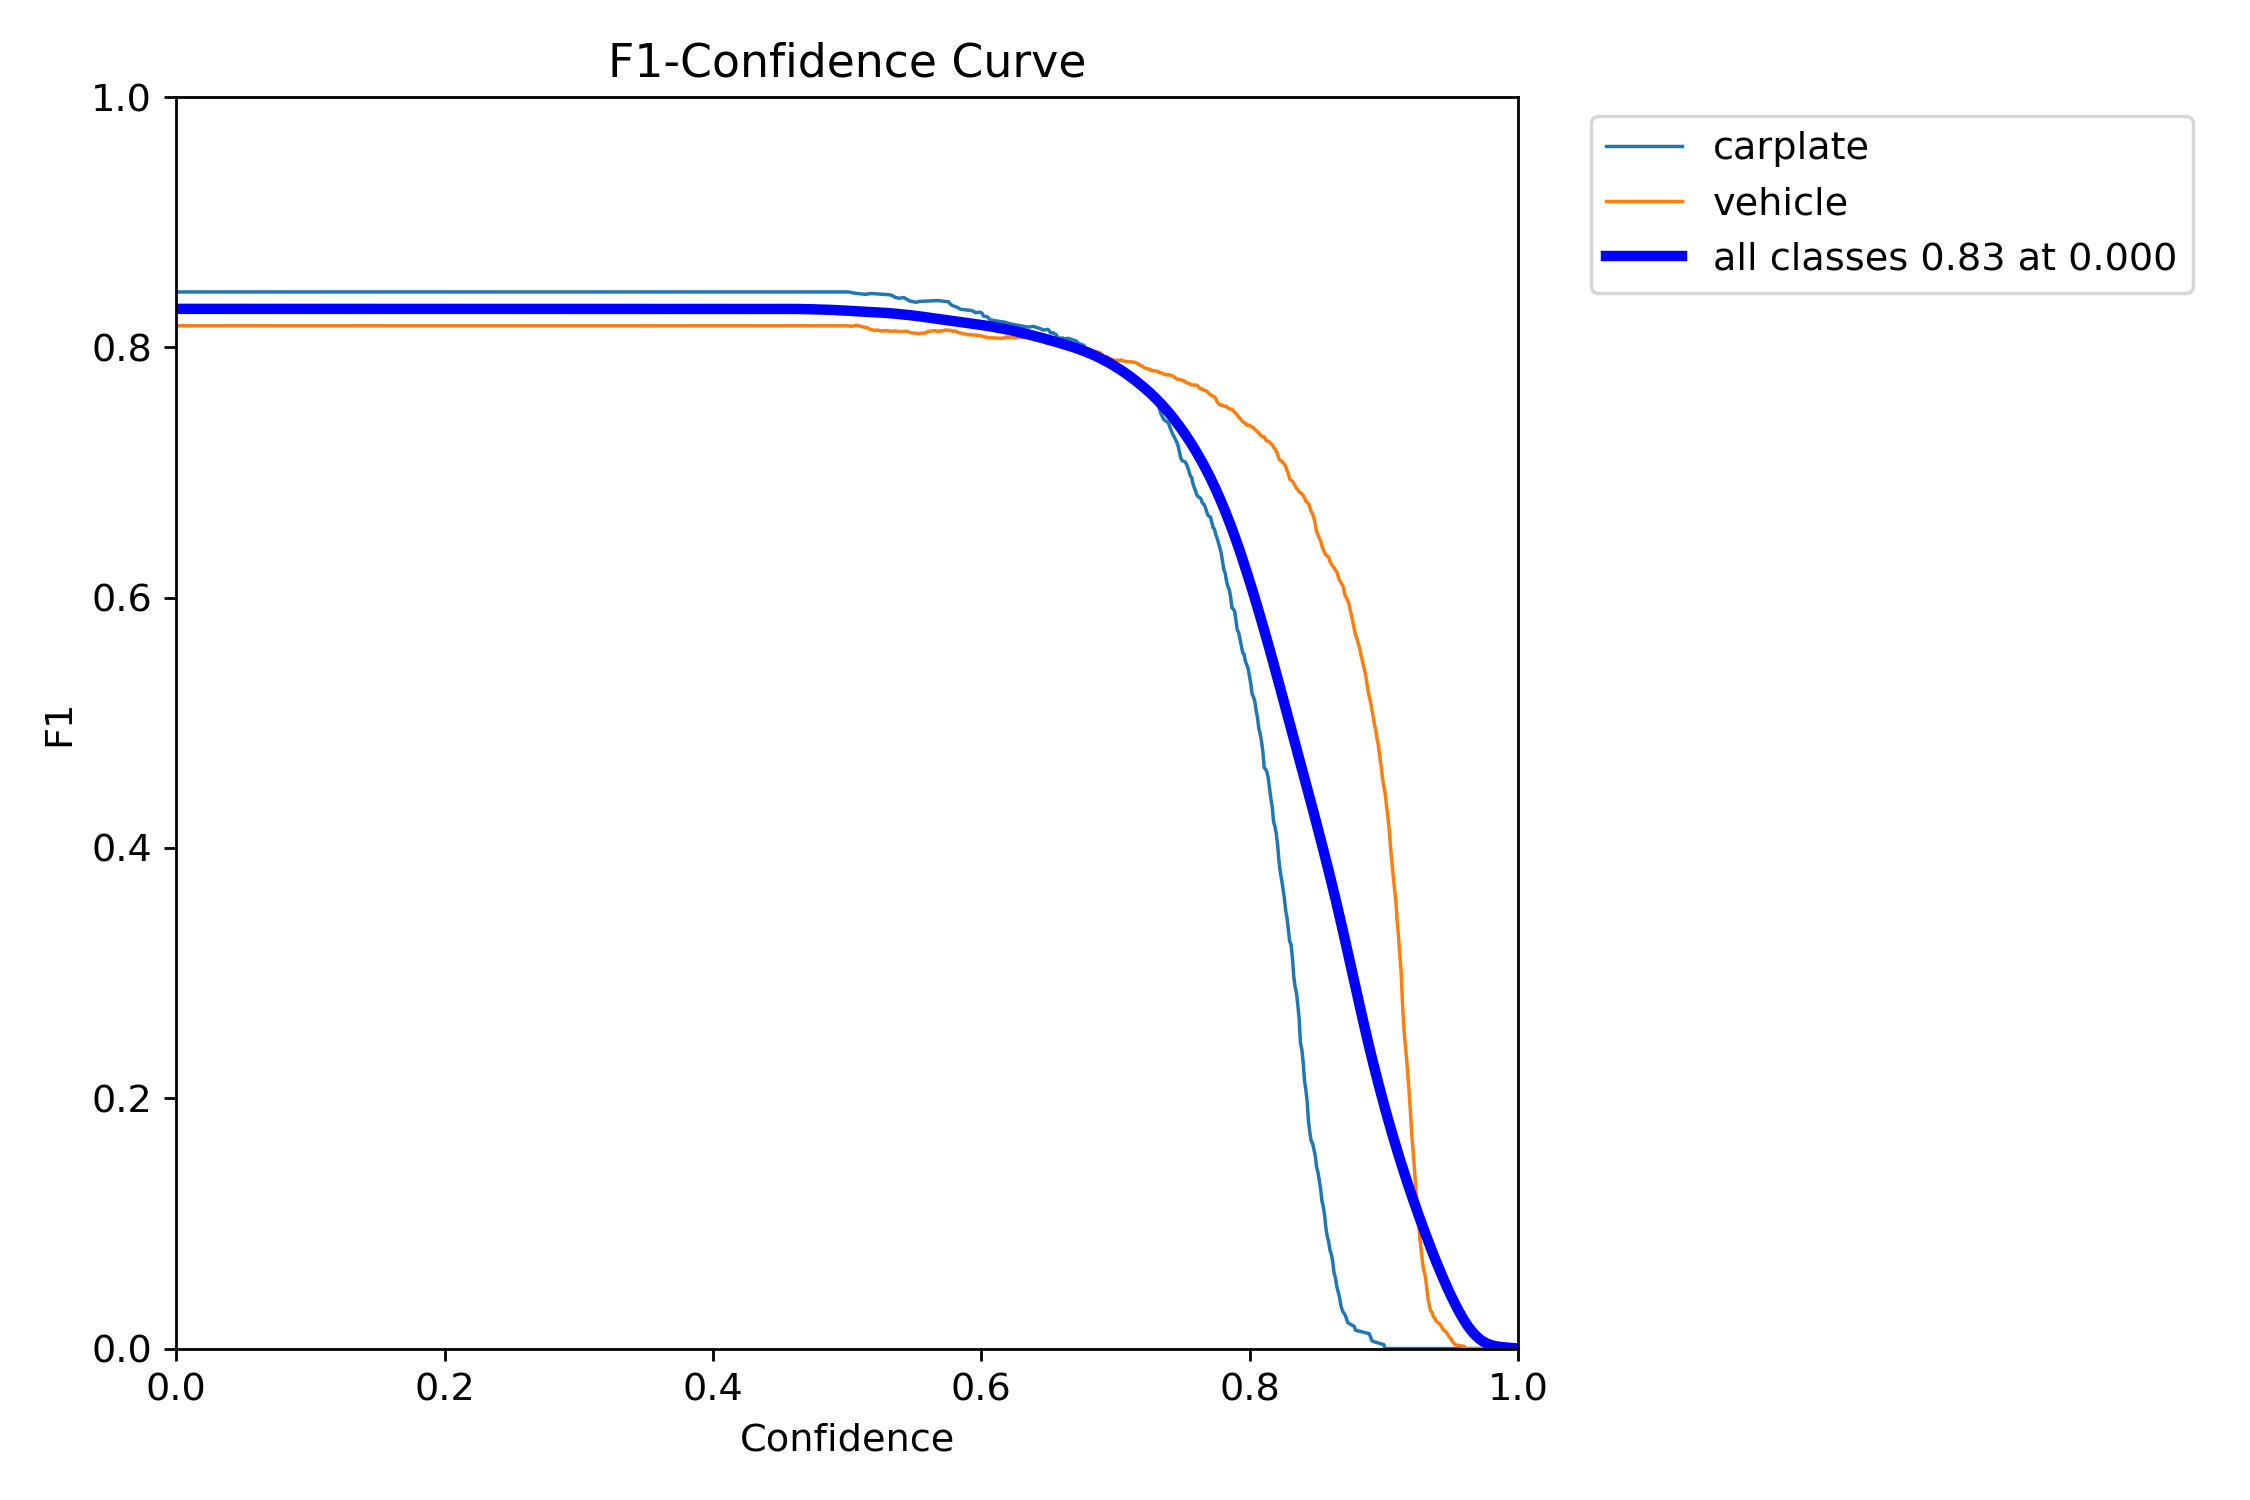 F1-Confidence Curve
1.0
0.8
0.6
0.4
0.2
0.0
F1
0.0 0.2 0.4 0.6 0.8 1.0
Confidence
carplate
vehicle
all classes 0.83 at 0.000